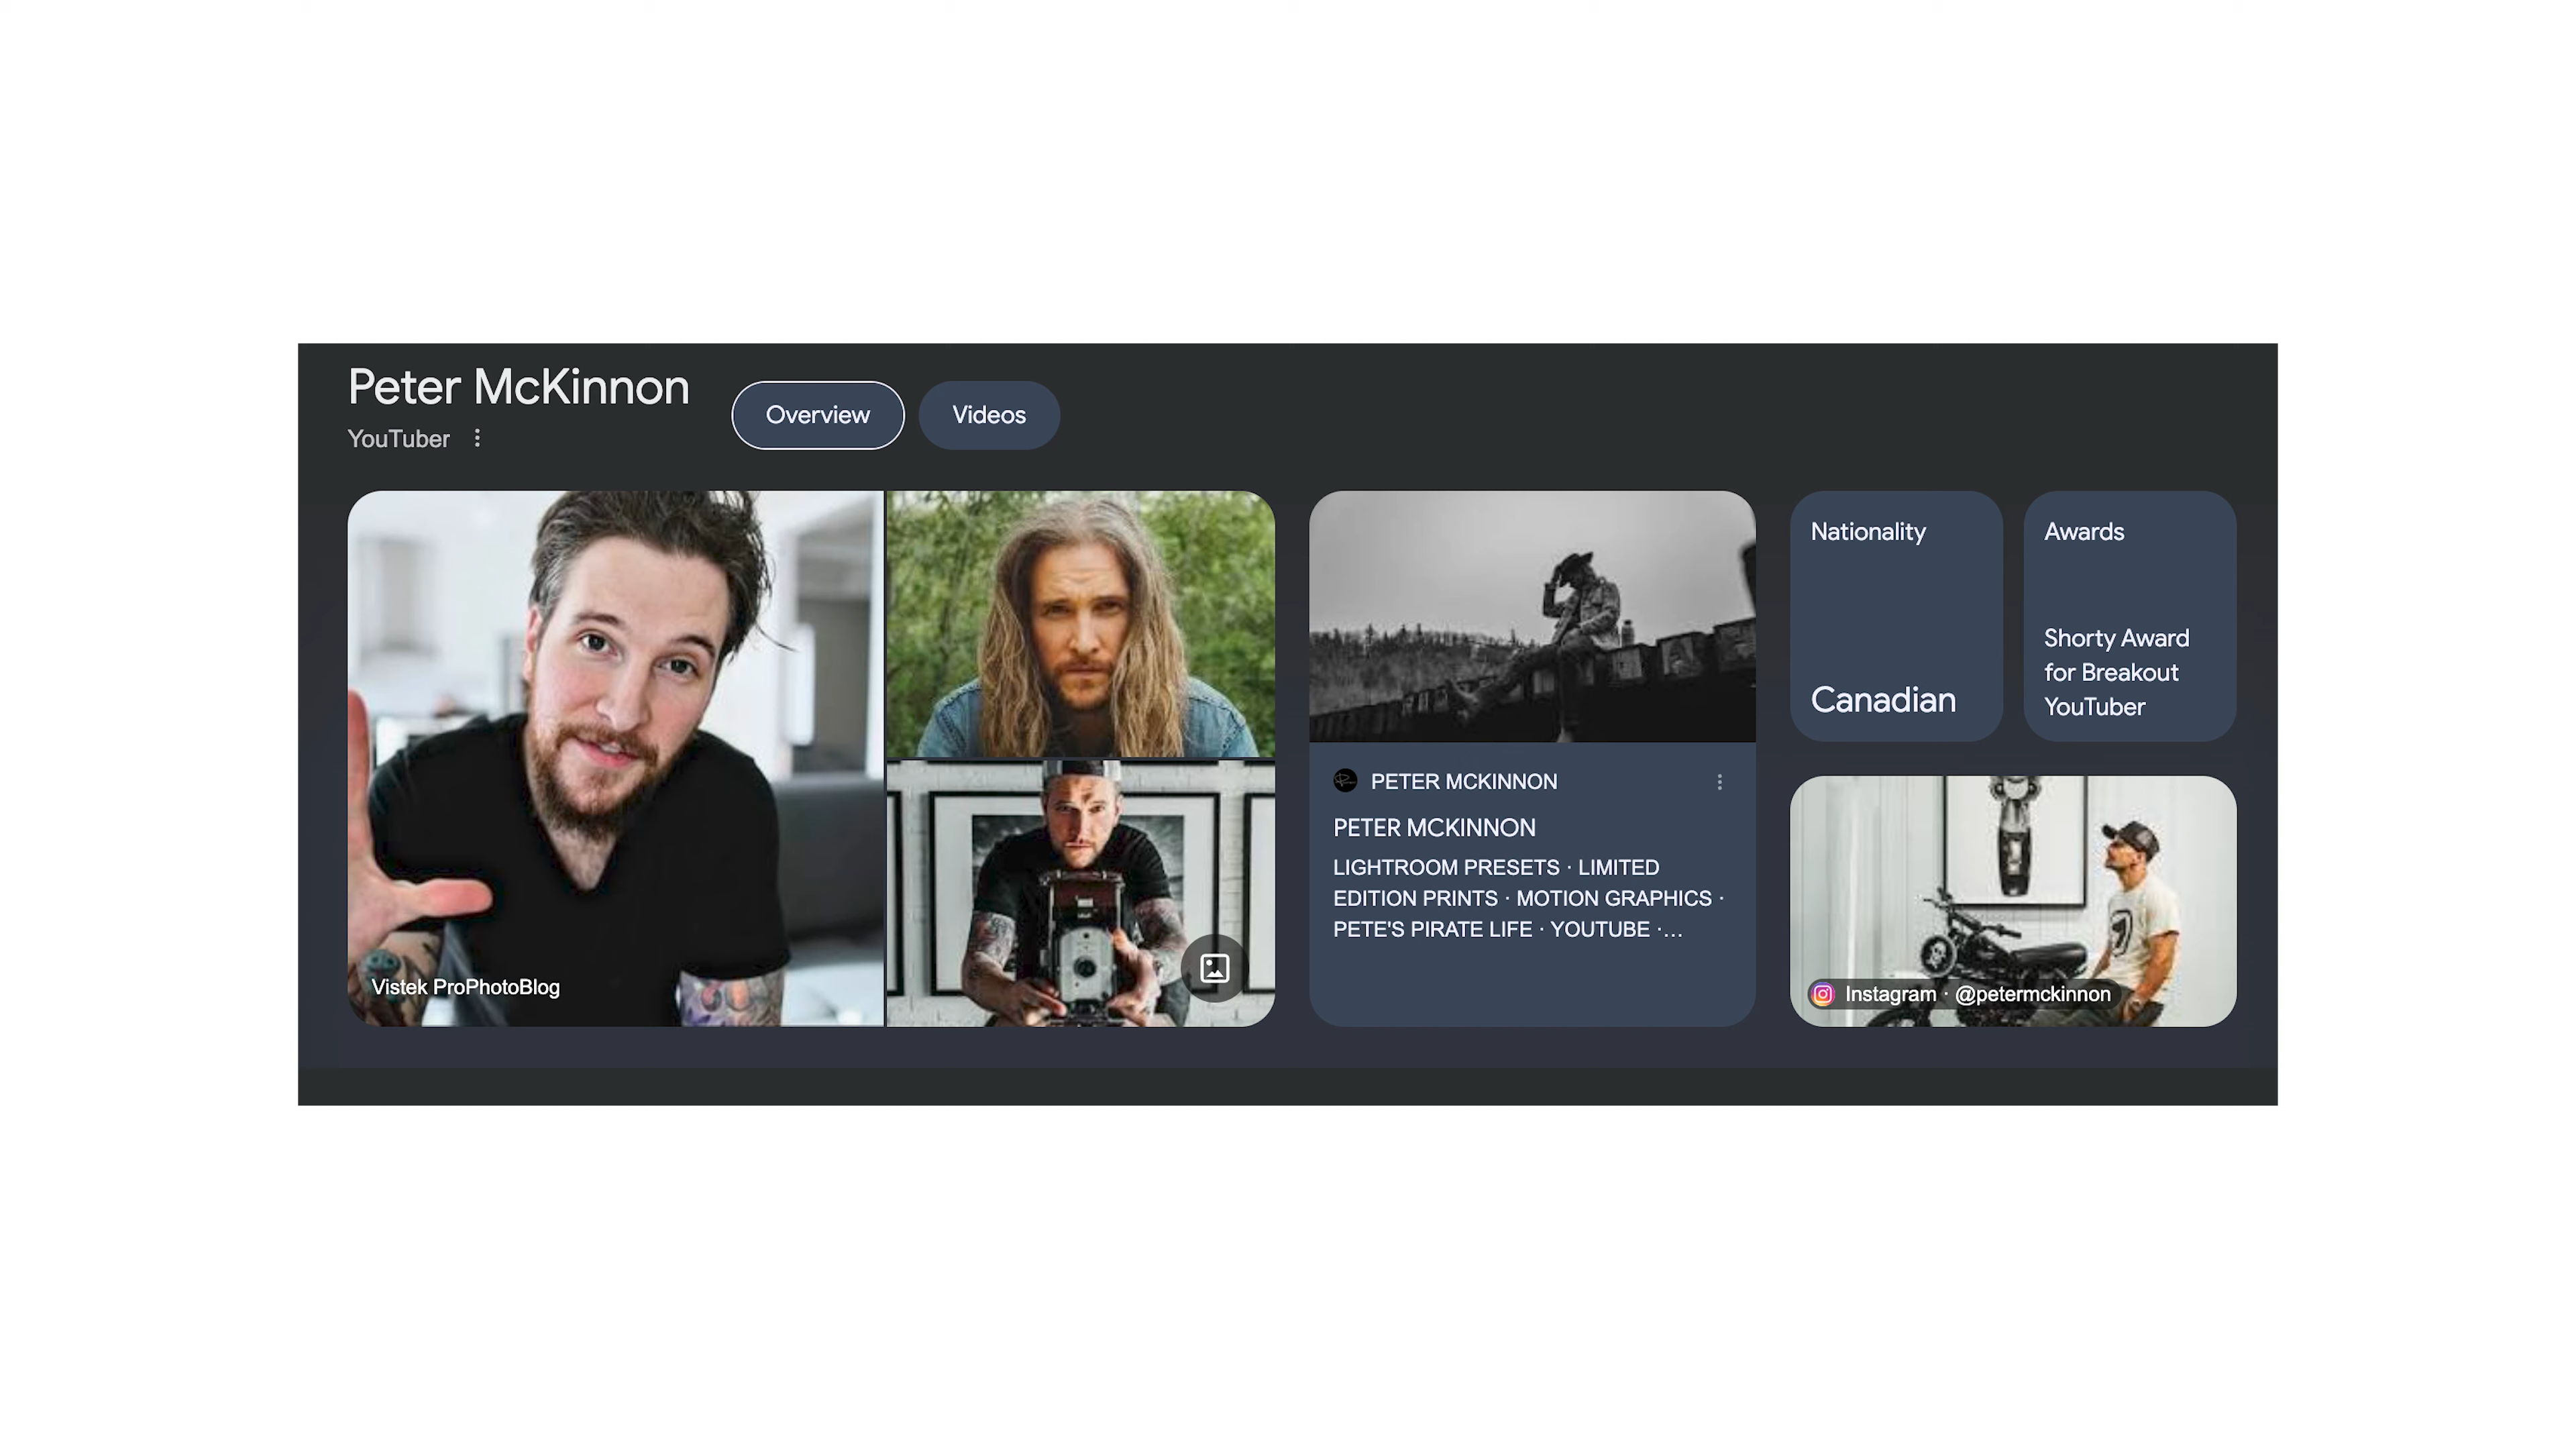 Peter McKinnon
YouTuber
Overview
Videos
Vistek ProPhotoBlog
PETER MCKINNON
PETER MCKINNON
LIGHTROOM PRESETS · LIMITED
EDITION PRINTS · MOTION GRAPHICS ·
PETE'S PIRATE LIFE · YOUTUBE ·...
Nationality
Canadian
Awards
Shorty Award
for Breakout
YouTuber
Instagram · @petermckinnon